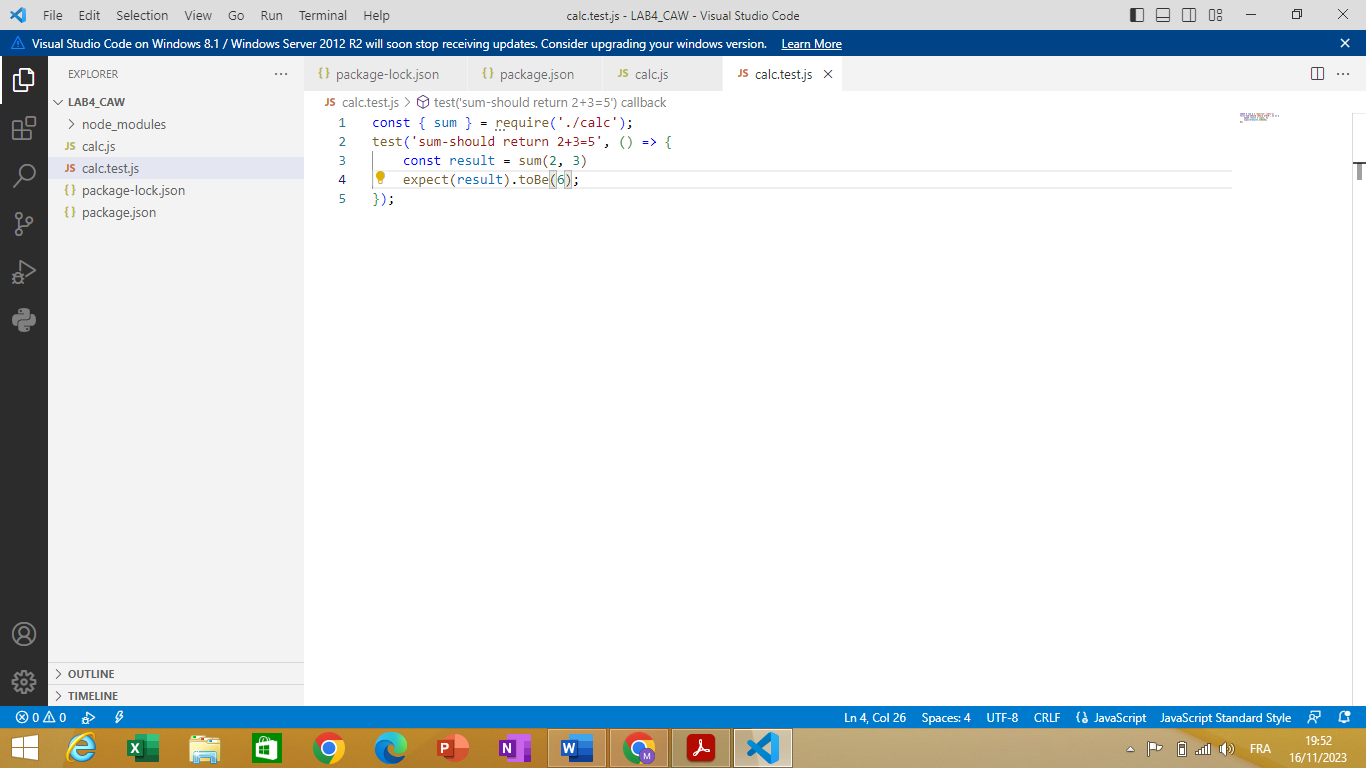 File Edit Selection View Go Run Terminal Help
calc.test.js - LAB4_CAW - Visual Studio Code
Visual Studio Code on Windows 8.1 / Windows Server 2012 R2 will soon stop receiving updates. Consider upgrading your windows version. Learn More
EXPLORER
LAB4_CAW
node_modules
JS calc.js
JS calc.test.js
{} package-lock.json
{} package.json
OUTLINE
TIMELINE
{} package-lock.json {} package.json JS calc.js JS calc.test.js
JS calc.test.js > test('sum-should return 2+3=5') callback
1 const { sum } = require('./calc');
2 test('sum-should return 2+3=5', () => {
3 const result = sum(2, 3)
4 expect(result).toBe(6);
5 });
0 0 Ln 4, Col 26 Spaces: 4 UTF-8 CRLF {} JavaScript JavaScript Standard Style
FRA
19:52
16/11/2023